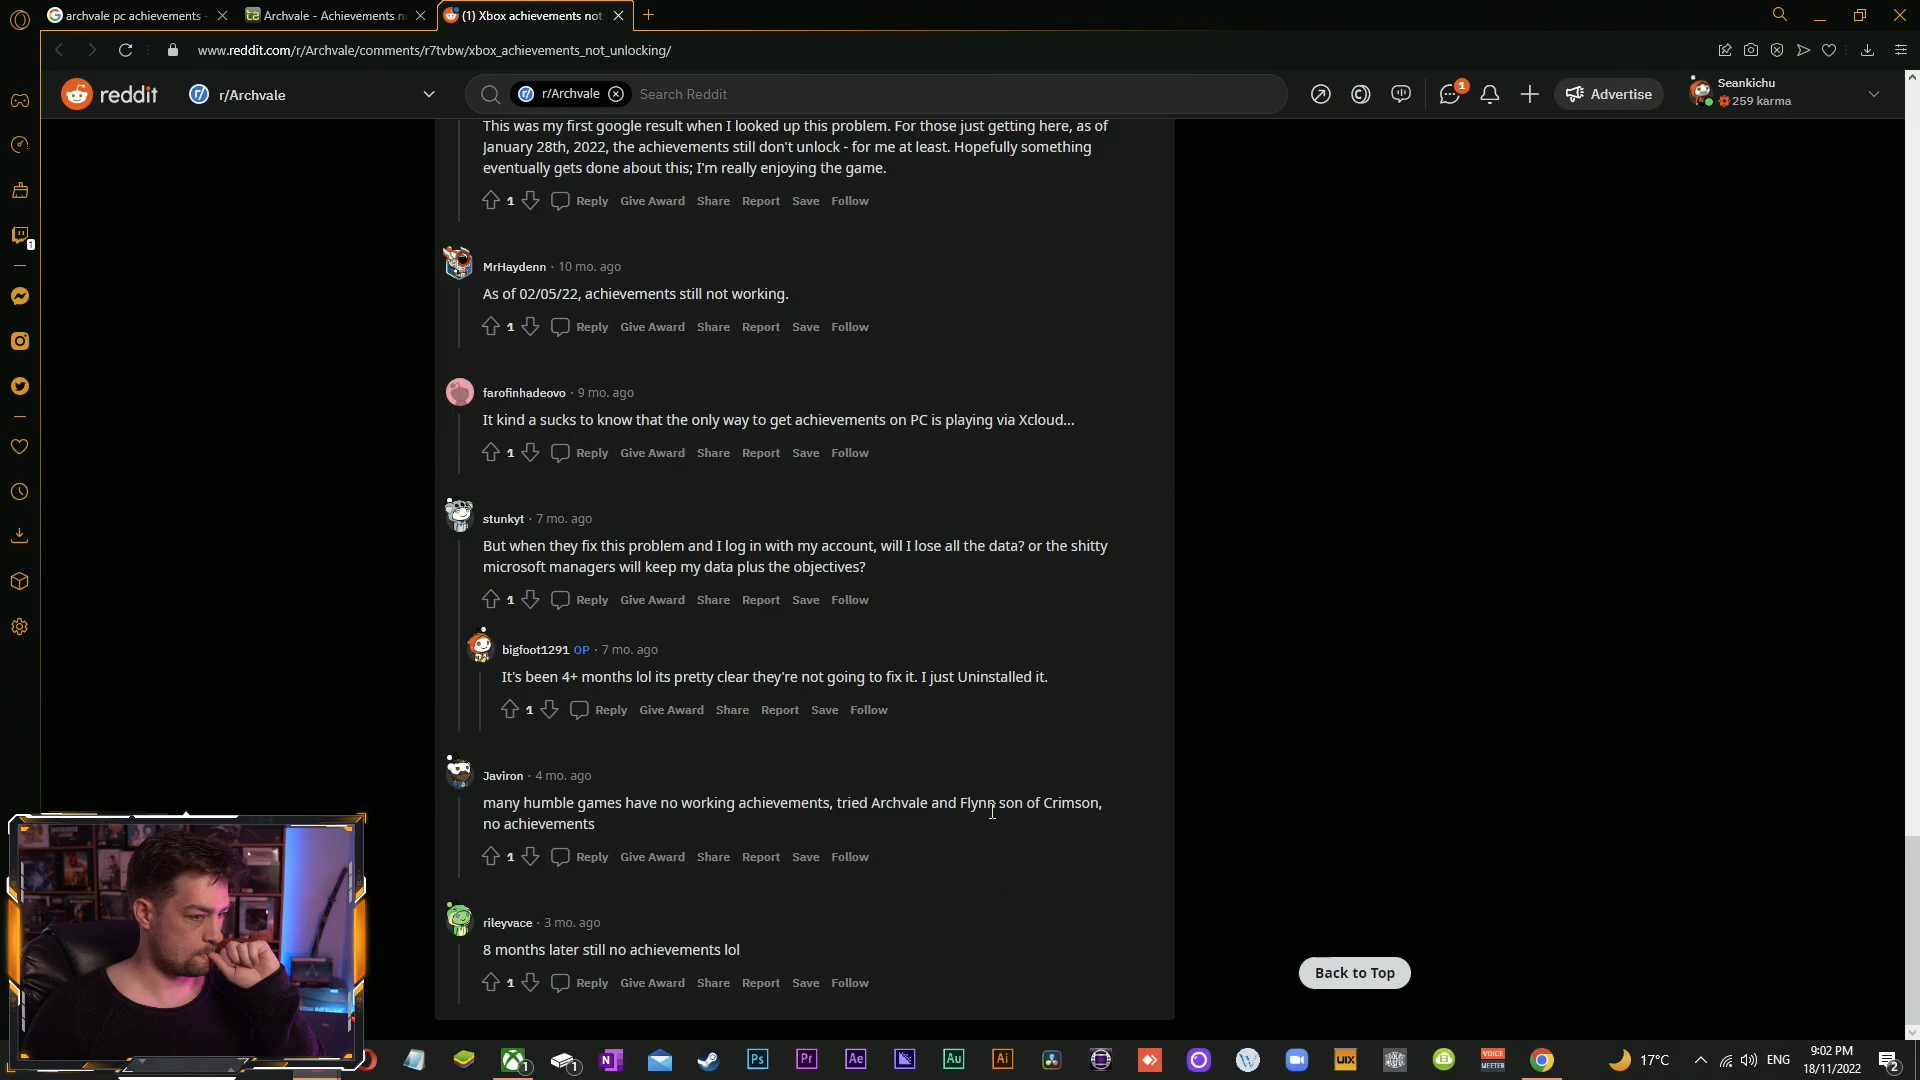 archvale pc achievements
Archvale - Achievements n
(1) Xbox achievements not
www.reddit.com/r/Archvale/comments/r7tvbw/xbox_achievements_not_unlocking/
reddit
r/Archvale
r/Archvale
Search Reddit
1
Advertise
Seankichu
259 karma
This was my first google result when I looked up this problem. For those just getting here, as of
January 28th, 2022, the achievements still don't unlock - for me at least. Hopefully something
eventually gets done about this; I'm really enjoying the game.
1 Reply Give Award Share Report Save Follow
1
MrHaydenn · 10 mo. ago
As of 02/05/22, achievements still not working.
1 Reply Give Award Share Report Save Follow
farofinhadeovo · 9 mo. ago
It kind a sucks to know that the only way to get achievements on PC is playing via Xcloud...
1 Reply Give Award Share Report Save Follow
stunkyt · 7 mo. ago
But when they fix this problem and I log in with my account, will I lose all the data? or the shitty
microsoft managers will keep my data plus the objectives?
1 Reply Give Award Share Report Save Follow
bigfoot1291 OP · 7 mo. ago
It's been 4+ months lol its pretty clear they're not going to fix it. I just Uninstalled it.
1 Reply Give Award Share Report Save Follow
Javiron · 4 mo. ago
many humble games have no working achievements, tried Archvale and Flynn son of Crimson,
no achievements
1 Reply Give Award Share Report Save Follow
rileyvace · 3 mo. ago
8 months later still no achievements lol
1 Reply Give Award Share Report Save Follow
Back to Top
1
1
N
Ps
Pr
Ae
Au
Ai
W
UIX
VOICE
MEETER
17°C
ENG
9:02 PM
18/11/2022
2